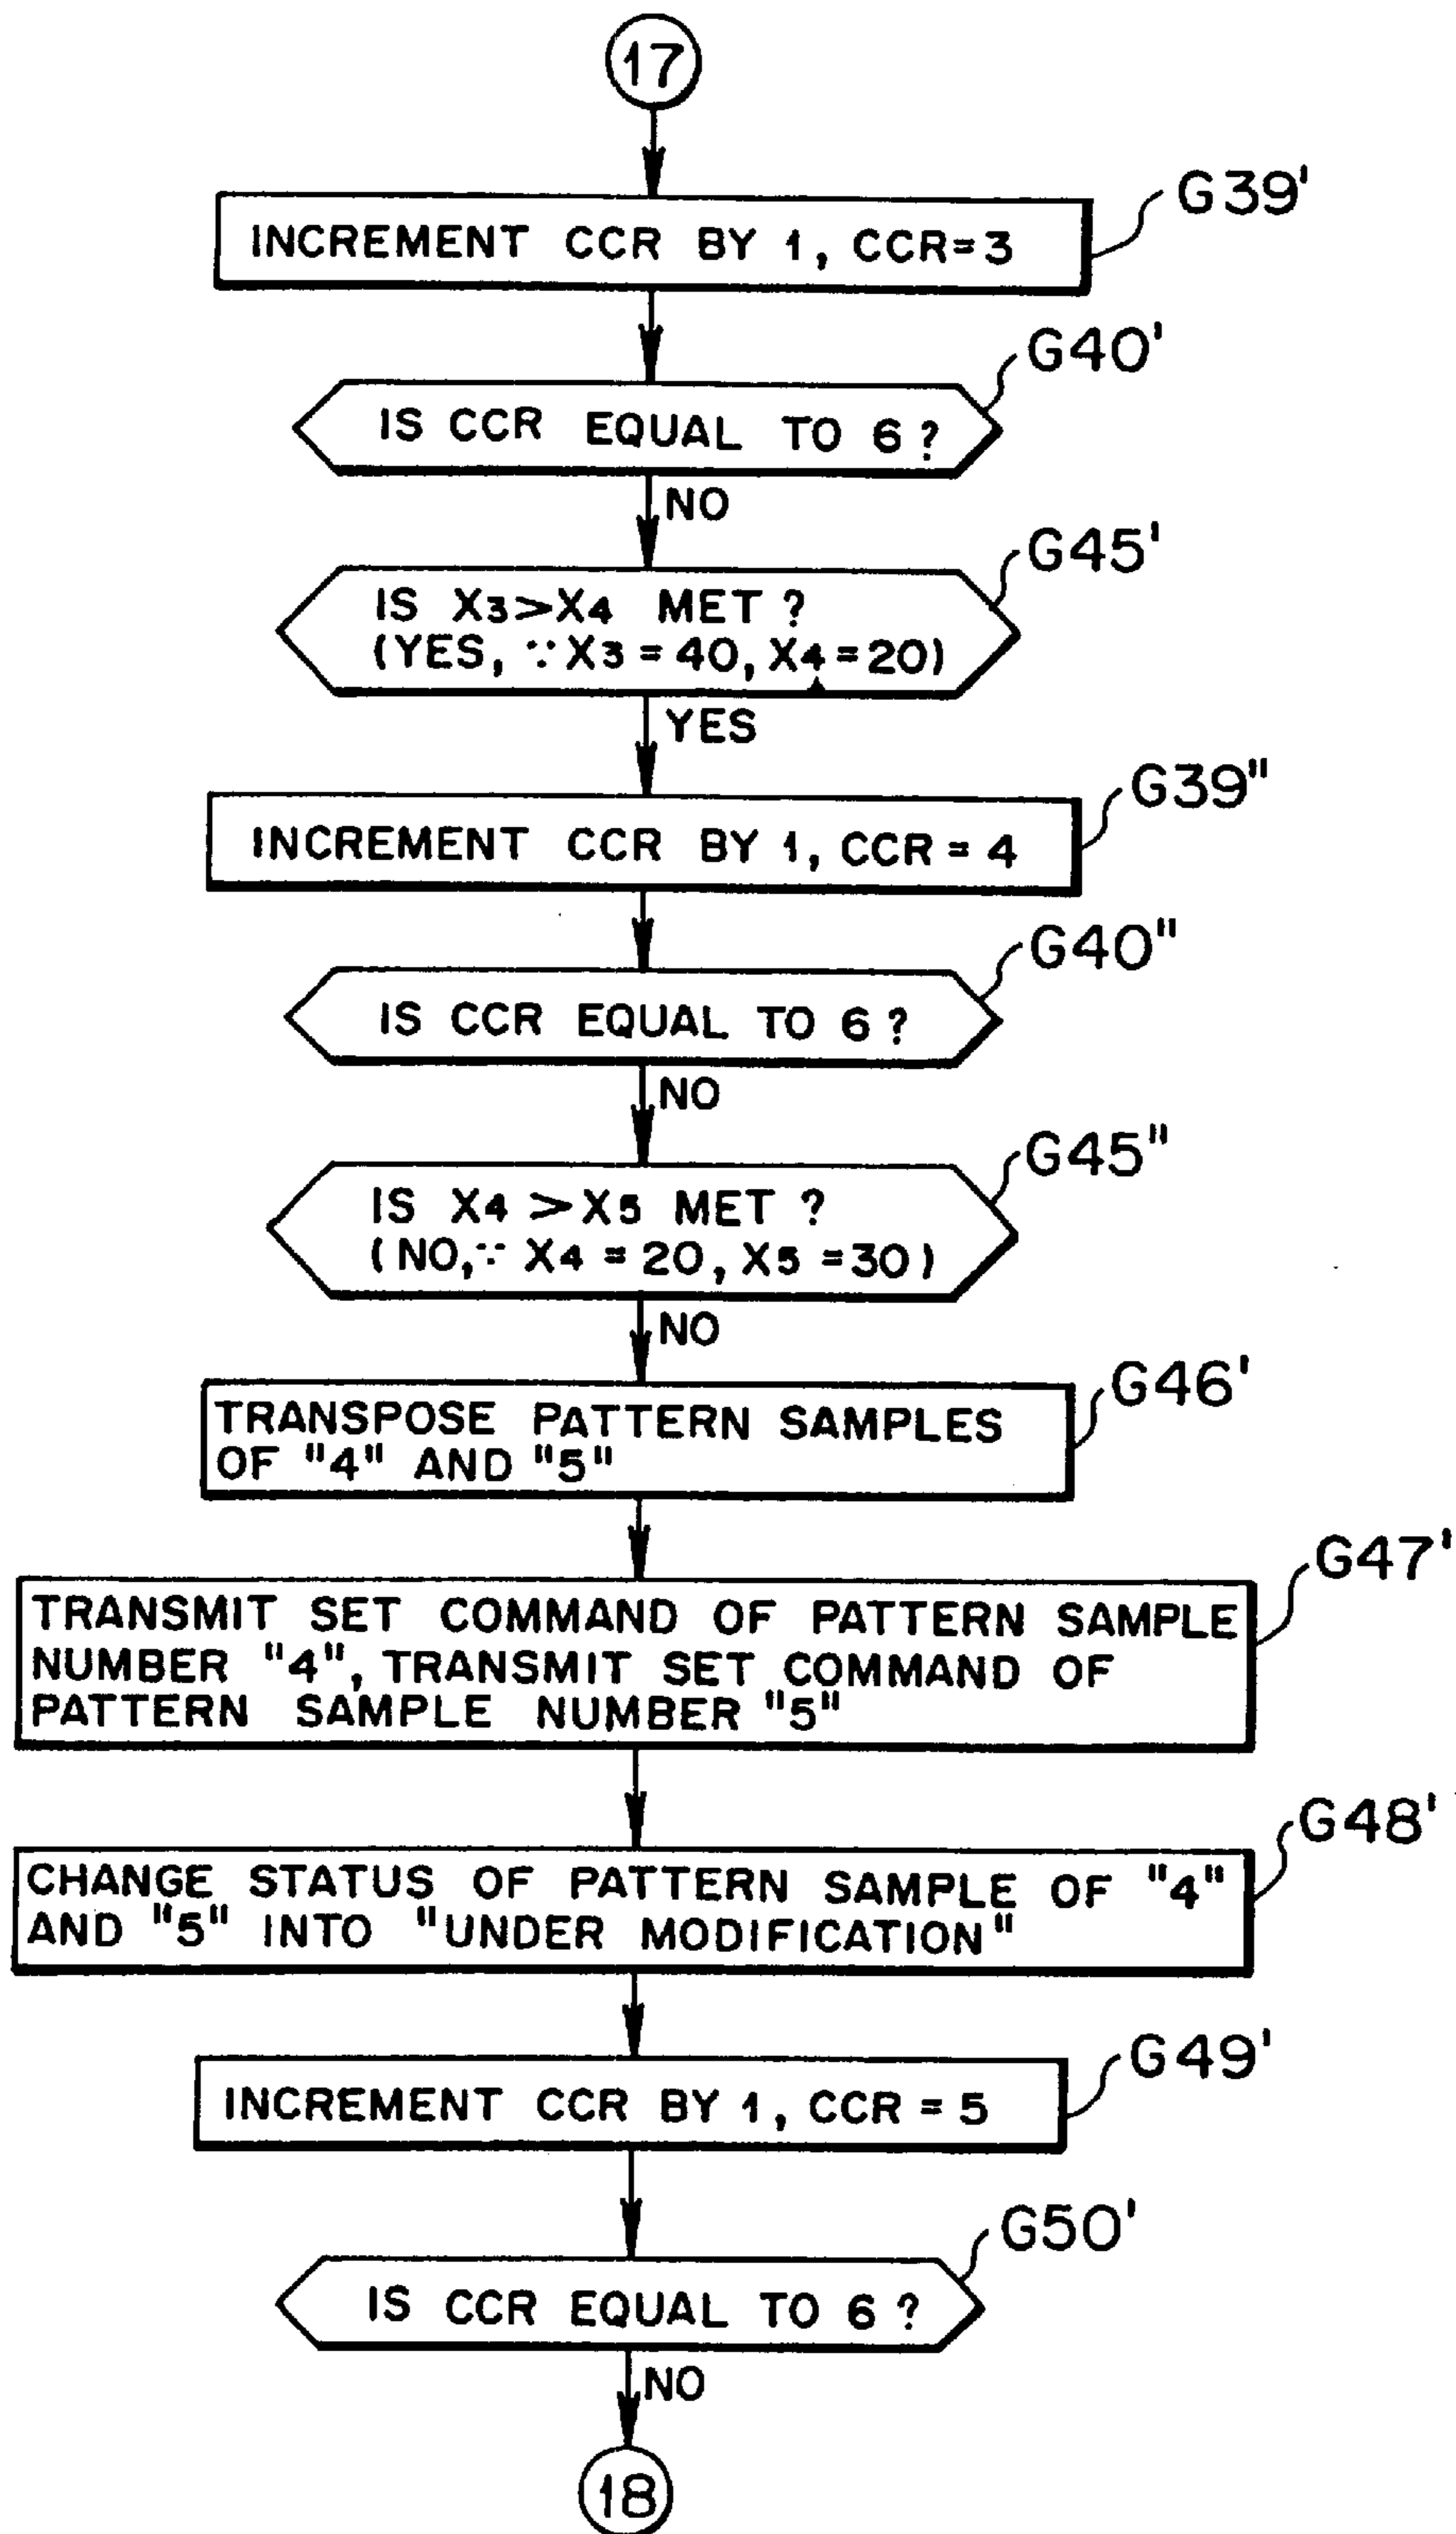 17
G39'
INCREMENT CCR BY 1, CCR=3
G40'
IS CCR EQUAL TO 6 ?
NO
G45'
IS X3>X4 MET ?
(YES, ∵X3=40, X4=20)
YES
G39"
INCREMENT CCR BY 1, CCR = 4
G40"
IS CCR EQUAL TO 6 ?
NO
G45"
IS X4 >X5 MET ?
(NO,∵ X4 = 20, X5 =30)
NO
G46'
TRANSPOSE PATTERN SAMPLES
OF "4" AND "5"
G47'
TRANSMIT SET COMMAND OF PATTERN SAMPLE
NUMBER "4", TRANSMIT SET COMMAND OF
PATTERN SAMPLE NUMBER "5"
G48'
CHANGE STATUS OF PATTERN SAMPLE OF "4"
AND "5" INTO "UNDER MODIFICATION"
G49'
INCREMENT CCR BY 1, CCR = 5
G50'
IS CCR EQUAL TO 6 ?
NO
18